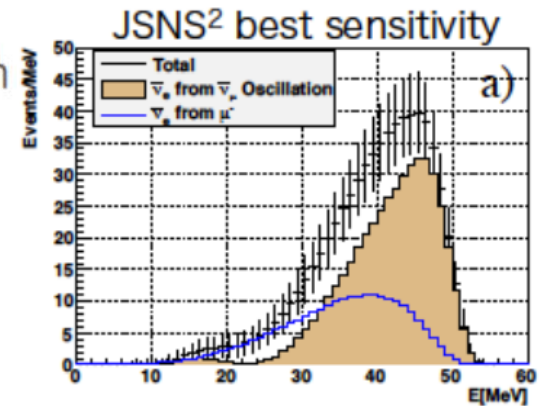 JSNS² best sensitivity
Events/MeV
50
45
40
35
30
25
20
15
10
5
0
Total
ν̅ₑ from ν̅μ Oscillation
ν̅ₑ from μ⁻
a)
0 10 20 30 40 50 60
E[MeV]